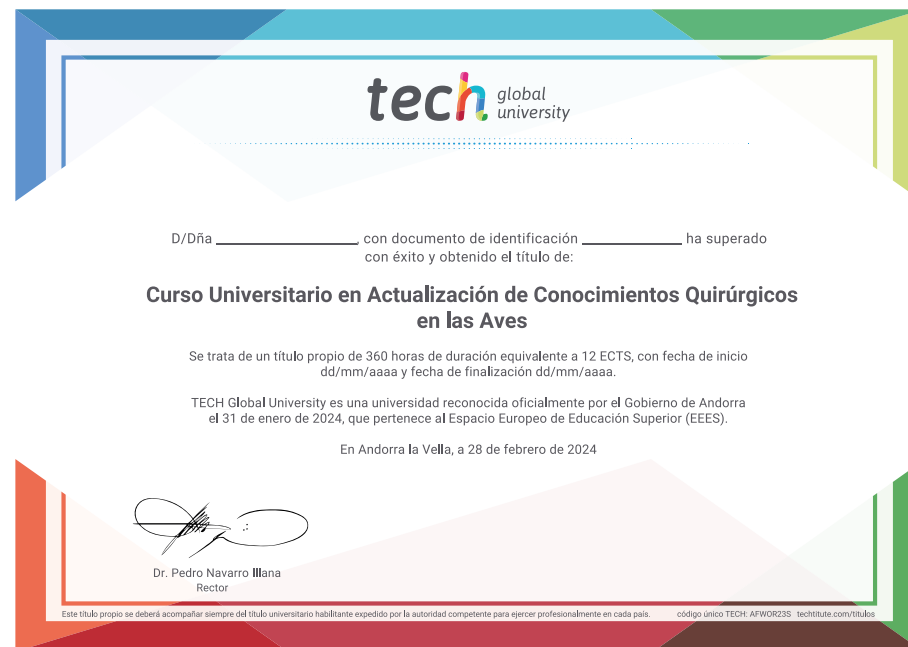 tech global university
D/Dña ___________________, con documento de identificación _____________ ha superado
con éxito y obtenido el título de:
Curso Universitario en Actualización de Conocimientos Quirúrgicos
en las Aves
Se trata de un título propio de 360 horas de duración equivalente a 12 ECTS, con fecha de inicio
dd/mm/aaaa y fecha de finalización dd/mm/aaaa.
TECH Global University es una universidad reconocida oficialmente por el Gobierno de Andorra
el 31 de enero de 2024, que pertenece al Espacio Europeo de Educación Superior (EEES).
En Andorra la Vella, a 28 de febrero de 2024
Dr. Pedro Navarro Illana
Rector
Este título propio se deberá acompañar siempre del título universitario habilitante expedido por la autoridad competente para ejercer profesionalmente en cada país. código único TECH: AFWOR23S techtitute.com/titulos